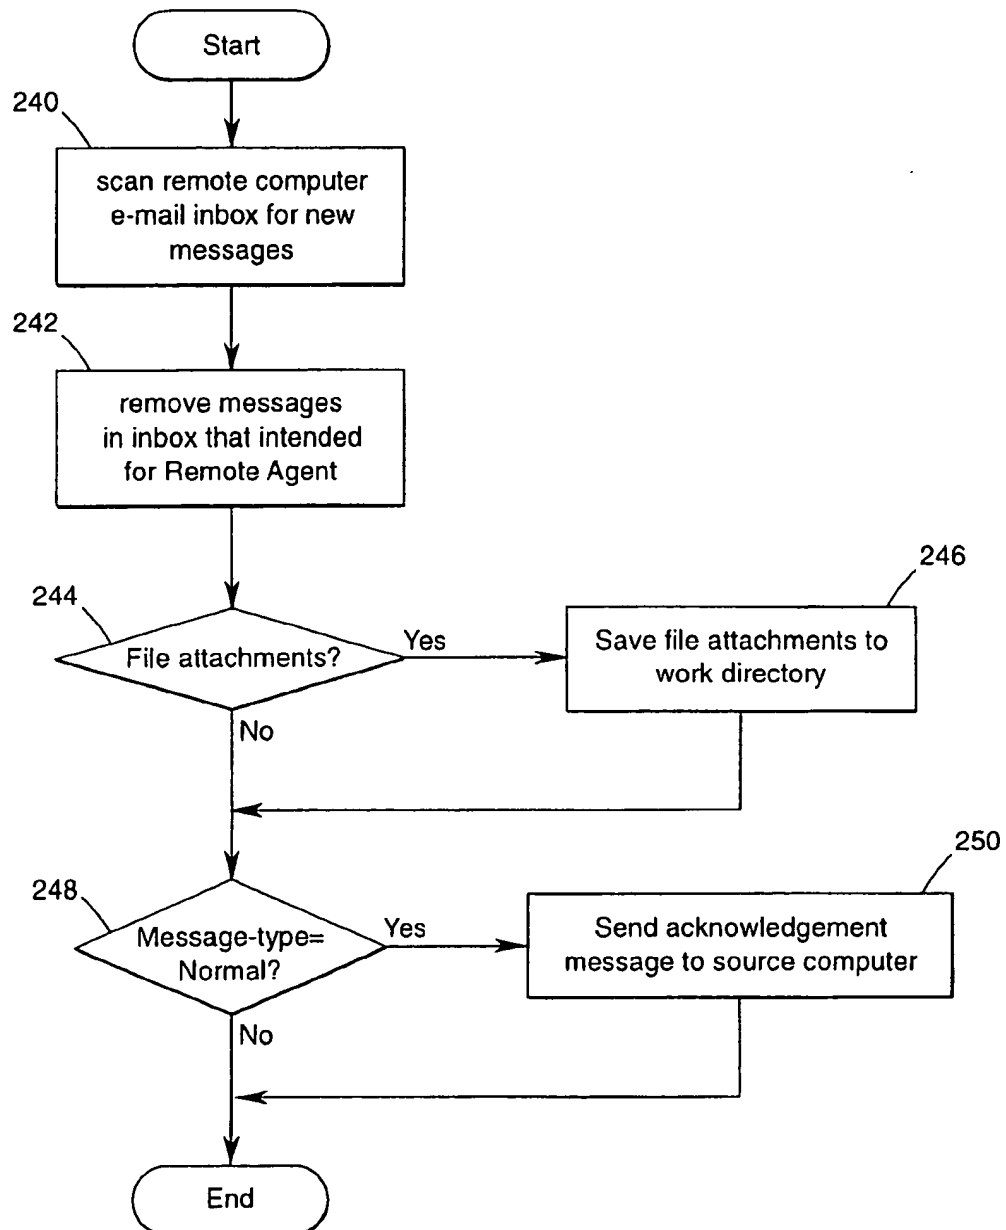 Start
240
scan remote computer
e-mail inbox for new
messages
242
remove messages
in inbox that intended
for Remote Agent
244
File attachments?
Yes
246
Save file attachments to
work directory
No
248
Message-type=
Normal?
Yes
250
Send acknowledgement
message to source computer
No
End